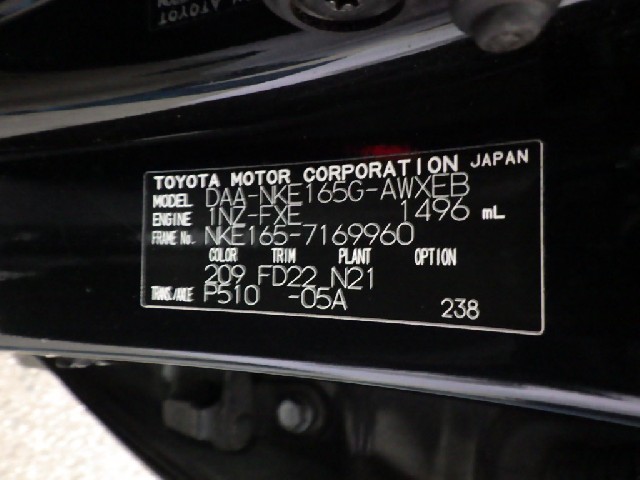 TOYOTA MOTOR CORPORATION JAPAN
MODEL DAA-NKE165G-AWXEB
ENGINE 1NZ-FXE 1496 mL
FRAME No. NKE165-7169960
COLOR TRIM PLANT OPTION
209 FD22 N21
TRANS/AXLE P510 -05A
238